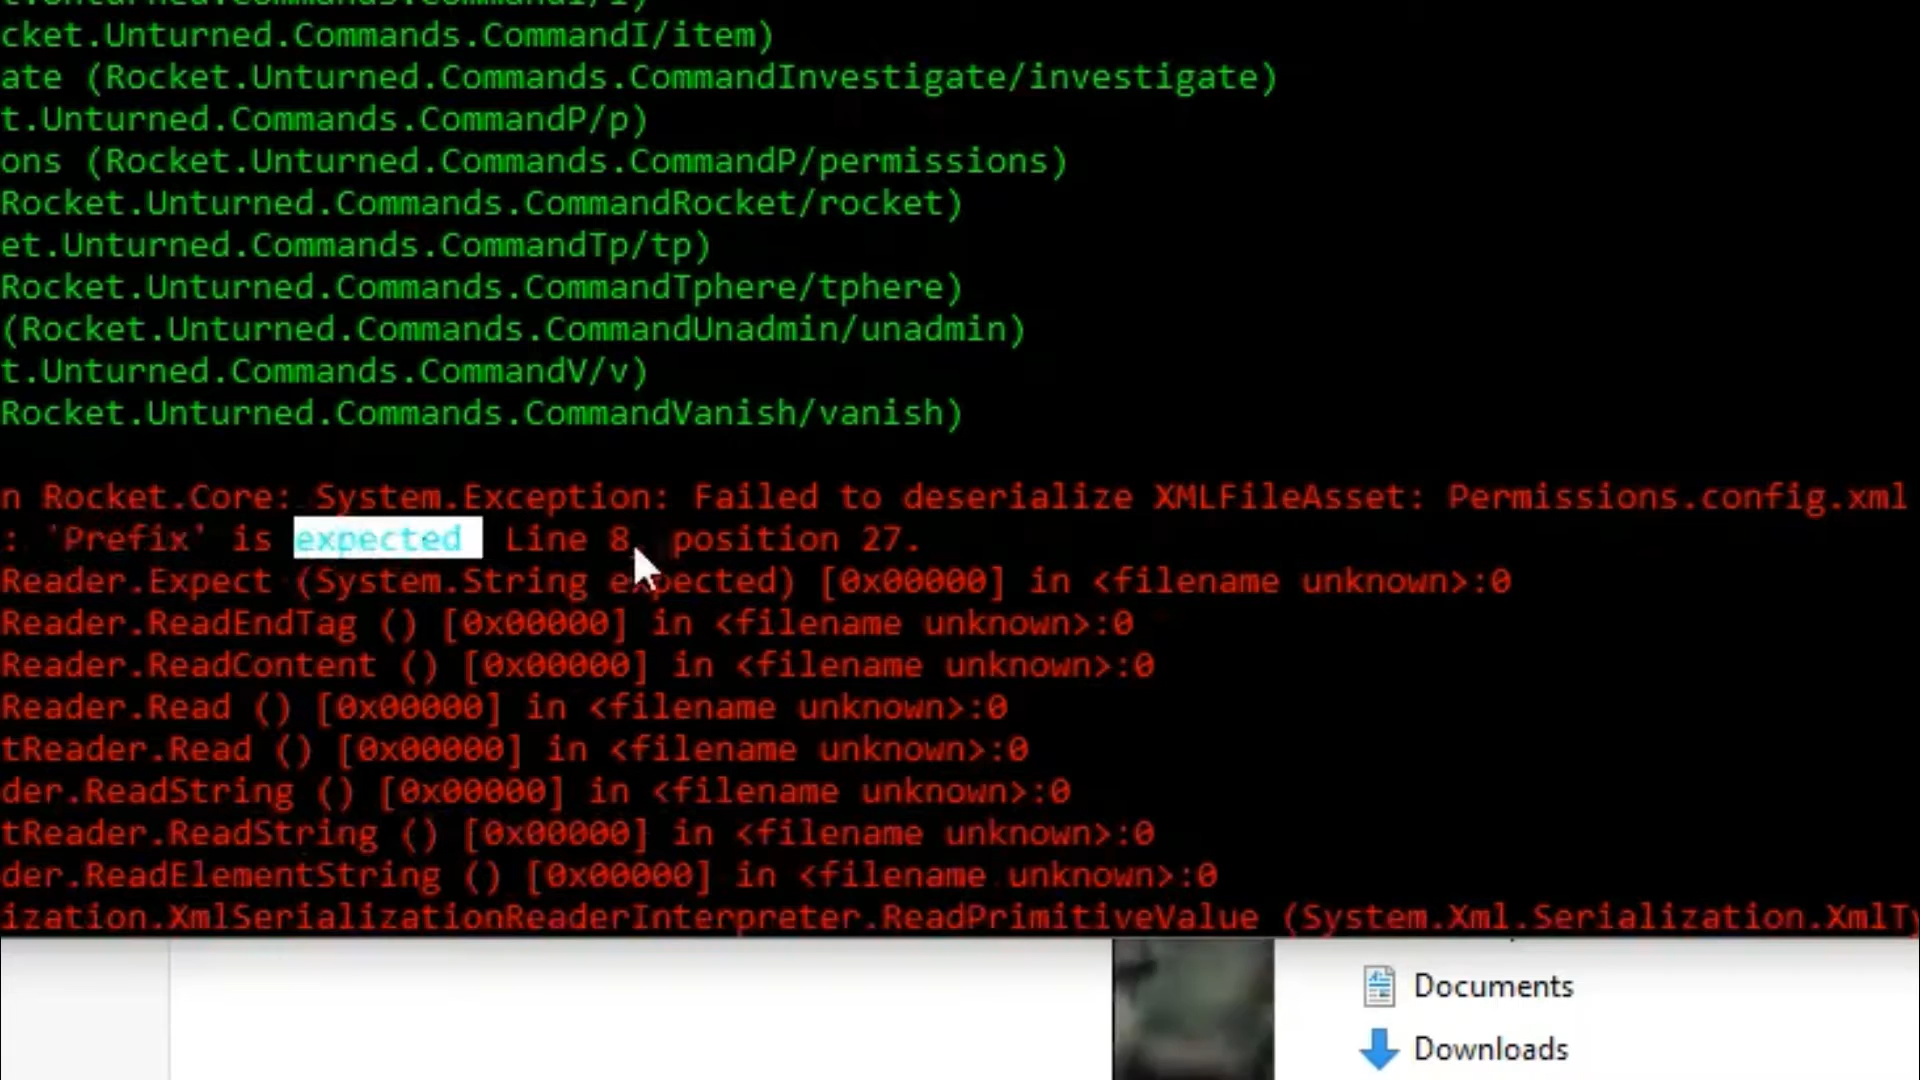 t.Unturned.Commands.CommandI/i)
cket.Unturned.Commands.CommandI/item)
ate (Rocket.Unturned.Commands.CommandInvestigate/investigate)
t.Unturned.Commands.CommandP/p)
ons (Rocket.Unturned.Commands.CommandP/permissions)
Rocket.Unturned.Commands.CommandRocket/rocket)
et.Unturned.Commands.CommandTp/tp)
Rocket.Unturned.Commands.CommandTphere/tphere)
(Rocket.Unturned.Commands.CommandUnadmin/unadmin)
t.Unturned.Commands.CommandV/v)
Rocket.Unturned.Commands.CommandVanish/vanish)
n Rocket.Core: System.Exception: Failed to deserialize XMLFileAsset: Permissions.config.xml
: 'Prefix' is expected Line 8, position 27.
Reader.Expect (System.String expected) [0x00000] in <filename unknown>:0
Reader.ReadEndTag () [0x00000] in <filename unknown>:0
Reader.ReadContent () [0x00000] in <filename unknown>:0
Reader.Read () [0x00000] in <filename unknown>:0
tReader.Read () [0x00000] in <filename unknown>:0
der.ReadString () [0x00000] in <filename unknown>:0
tReader.ReadString () [0x00000] in <filename unknown>:0
der.ReadElementString () [0x00000] in <filename unknown>:0
ization.XmlSerializationReaderInterpreter.ReadPrimitiveValue (System.Xml.Serialization.XmlTy
Documents
Downloads